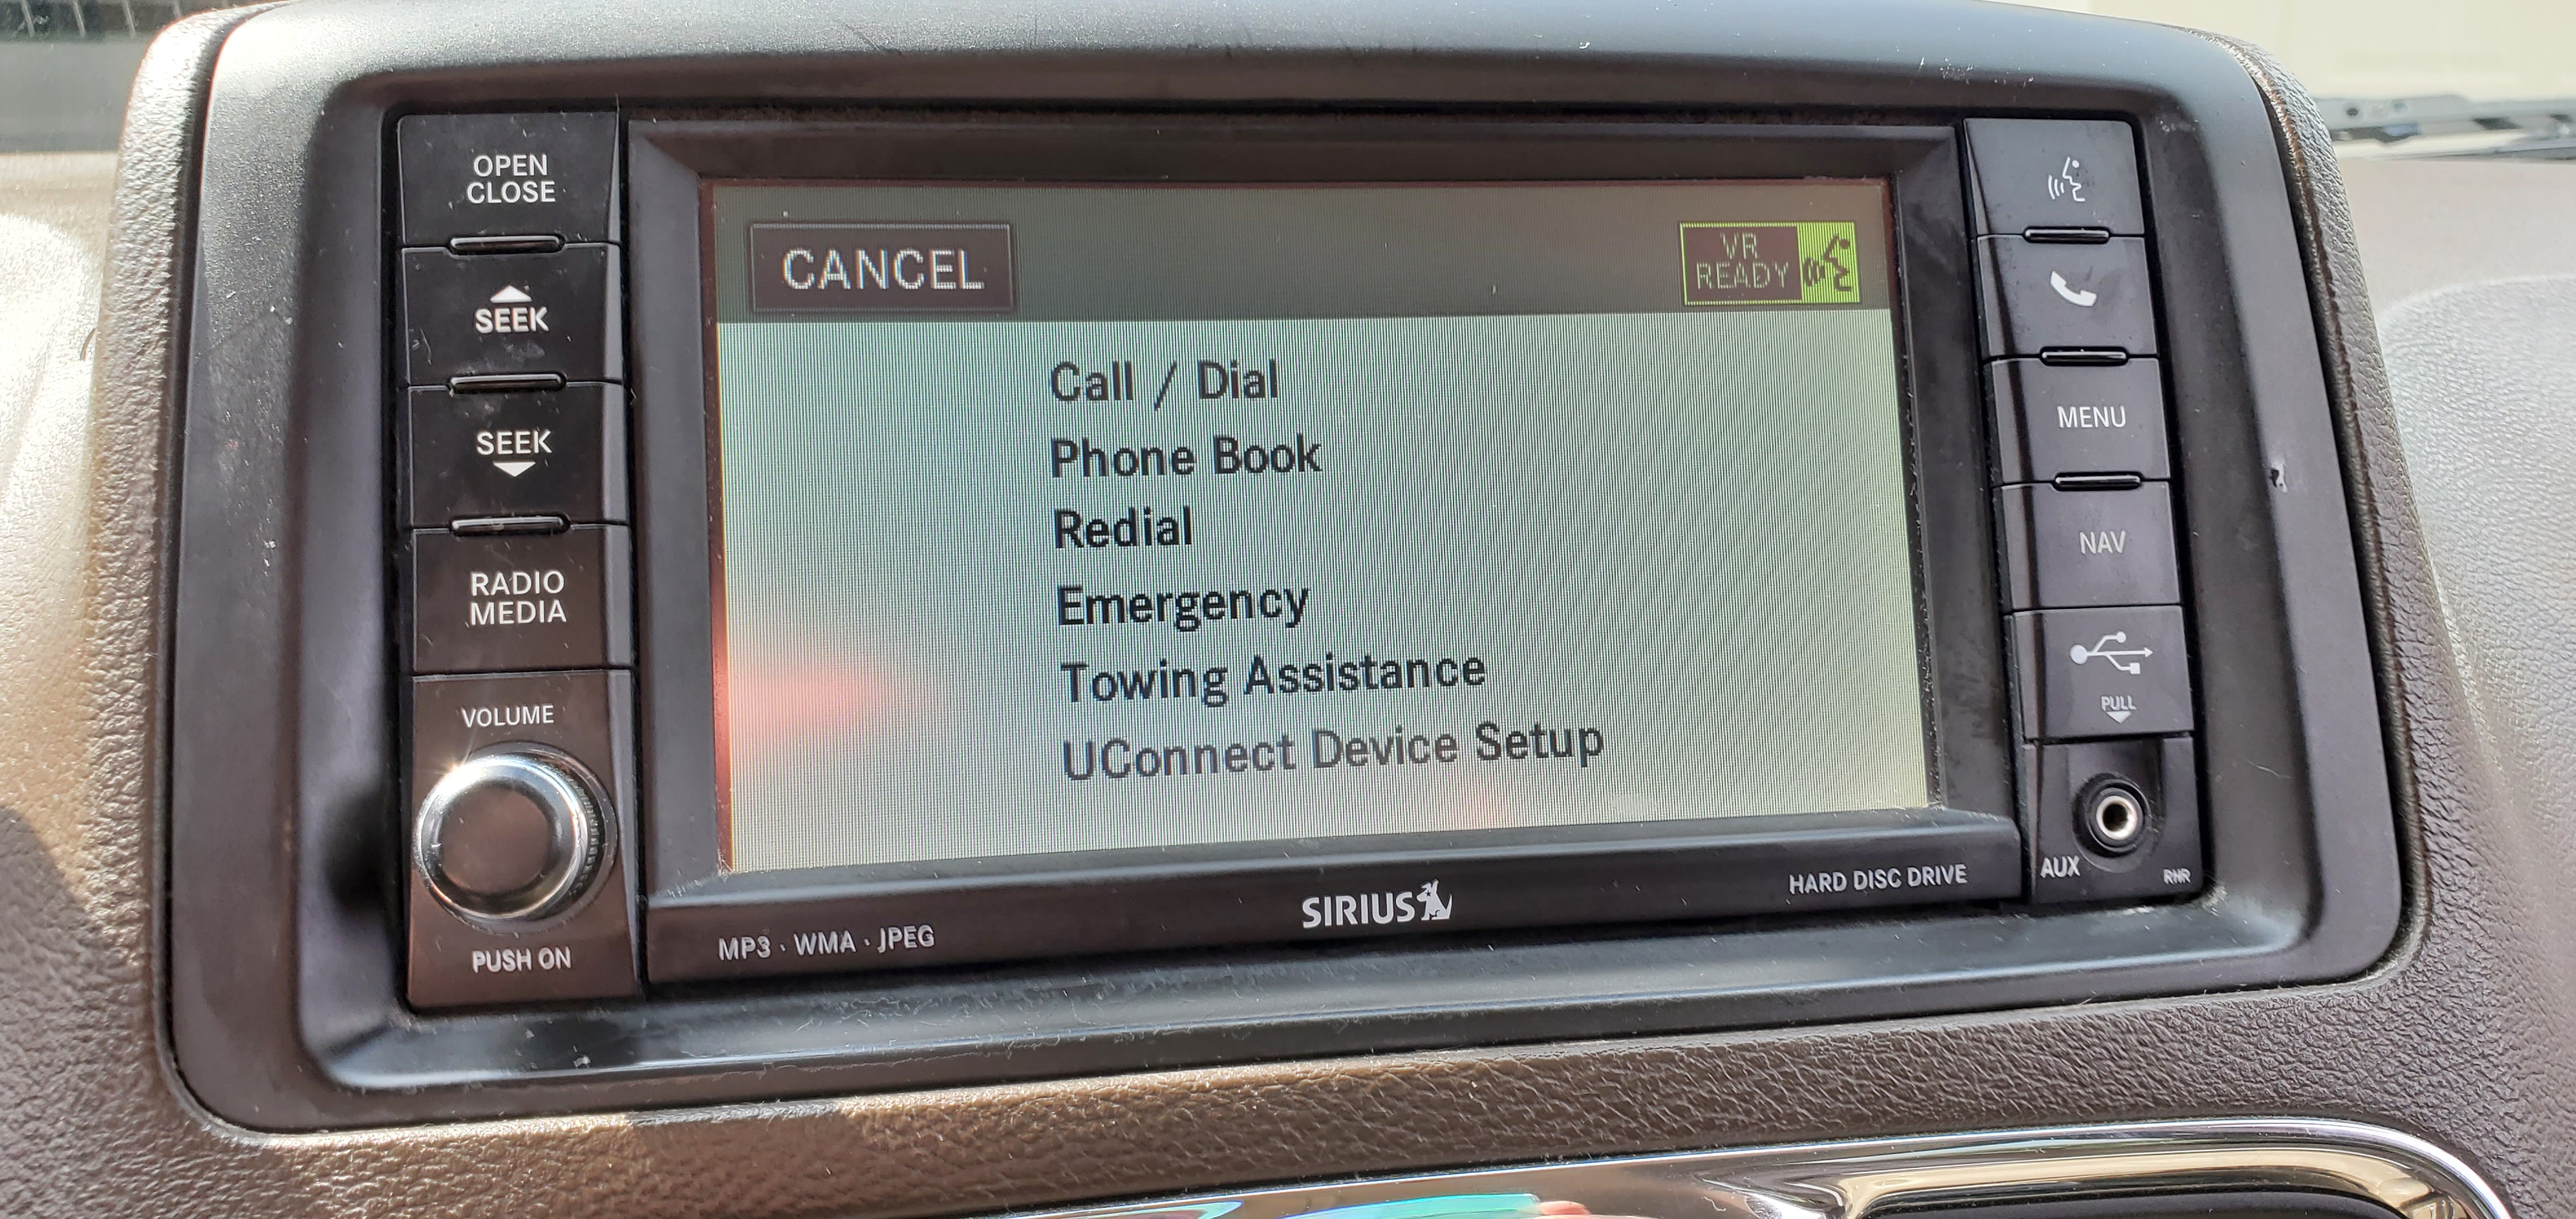 OPEN
CLOSE
SEEK
SEEK
RADIO
MEDIA
VOLUME
PUSH ON
CANCEL
VR
READY
Call / Dial
Phone Book
Redial
Emergency
Towing Assistance
UConnect Device Setup
MP3 · WMA · JPEG
SIRIUS
HARD DISC DRIVE
MENU
NAV
PULL
AUX
RHR